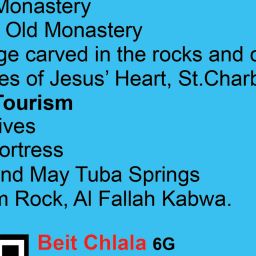 Monastery
Old Monastery
ge carved in the rocks and
es of Jesus' Heart, St.Charb
Tourism
ives
ortress
nd May Tuba Springs
m Rock, Al Fallah Kabwa.
Beit Chlala 6G